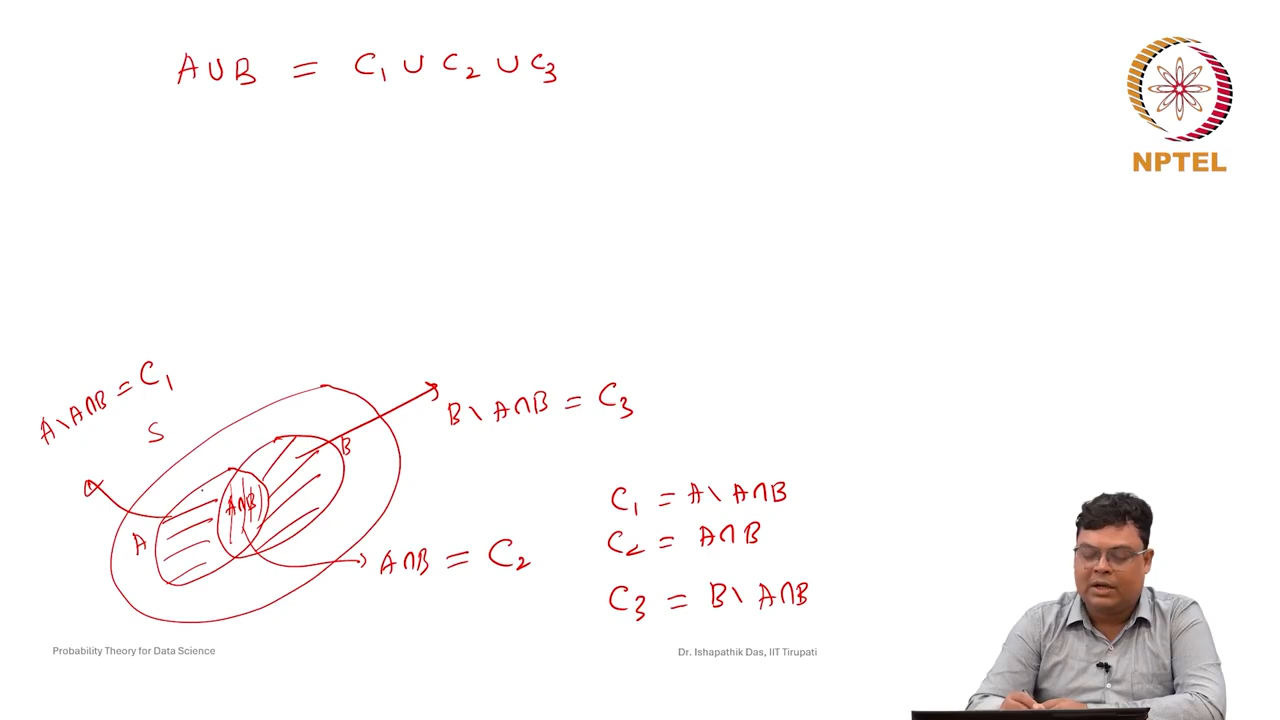 A∪B = C₁ ∪ C₂ ∪ C₃
NPTEL
A\A∩B = C₁
S
B\A∩B = C₃
B
A∩B
A
A∩B = C₂
C₁ = A\A∩B
C₂ = A∩B
C₃ = B\A∩B
Probability Theory for Data Science
Dr. Ishapathik Das, IIT Tirupati